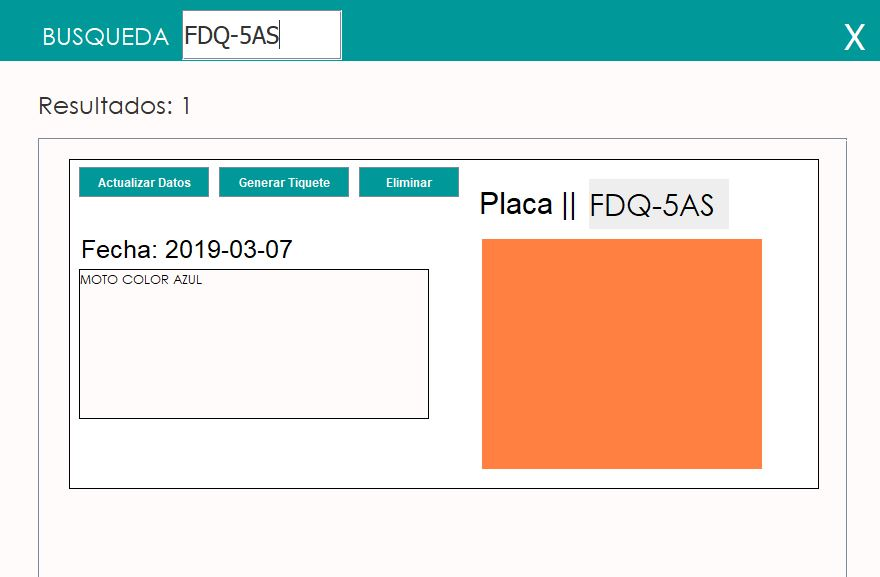 BUSQUEDA FDQ-5AS X
Resultados: 1
Actualizar Datos Generar Tiquete Eliminar
Placa || FDQ-5AS
Fecha: 2019-03-07
MOTO COLOR AZUL